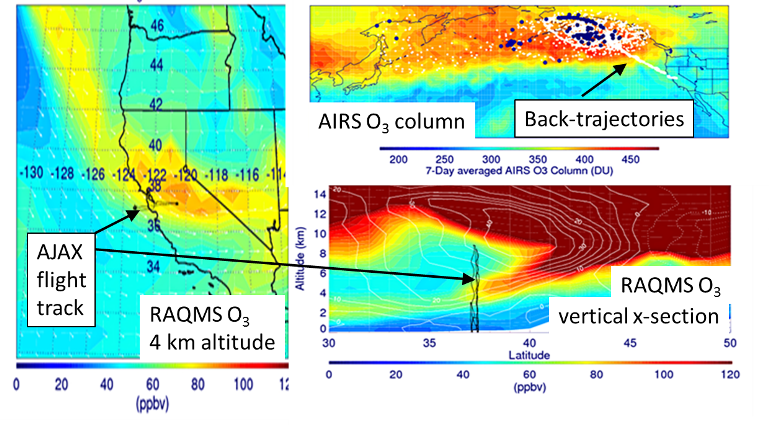 46
44
42
40
-130 -128 -126 -124 -122 -120 -118 -116 -114
38
36
34
AJAX
flight
track
RAQMS O3
4 km altitude
0 20 40 60 80 100 12
(ppbv)
AIRS O3 column
Back-trajectories
200 250 300 350 400 450
7-Day averaged AIRS O3 Column (DU)
14
12
10
8
6
4
2
0
Altitude (km)
RAQMS O3
vertical x-section
30 35 45 50
Latitude
0 20 40 60 80 100 120
(ppbv)